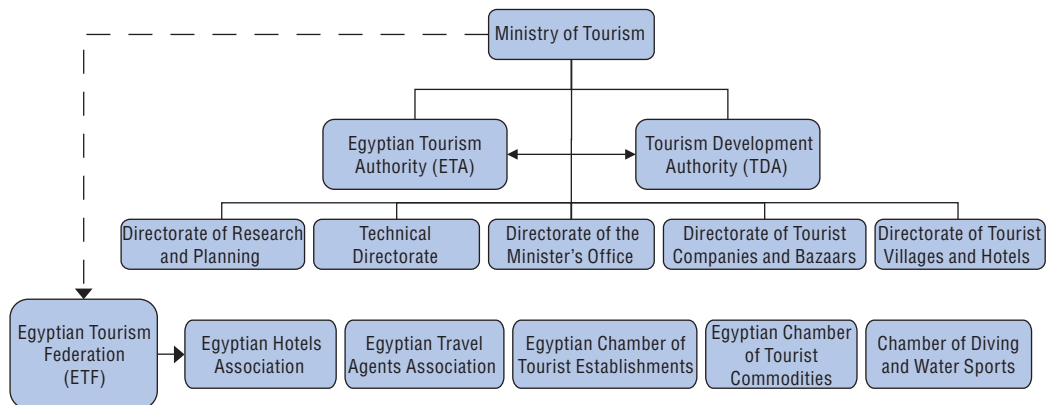 Ministry of Tourism
Egyptian Tourism
Authority (ETA)
Tourism Development
Authority (TDA)
Directorate of Research
and Planning
Technical
Directorate
Directorate of the
Minister’s Office
Directorate of Tourist
Companies and Bazaars
Directorate of Tourist
Villages and Hotels
Egyptian Tourism
Federation
(ETF)
Egyptian Hotels
Association
Egyptian Travel
Agents Association
Egyptian Chamber of
Tourist Establishments
Egyptian Chamber
of Tourist
Commodities
Chamber of Diving
and Water Sports